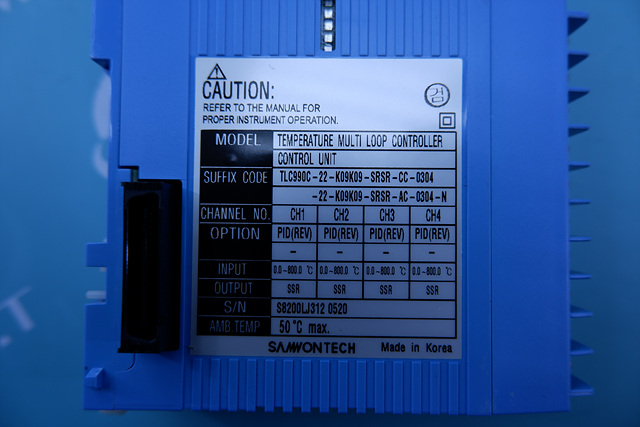 CAUTION:
REFER TO THE MANUAL FOR
PROPER INSTRUMENT OPERATION.
검
MODEL TEMPERATURE MULTI LOOP CONTROLLER
CONTROL UNIT
SUFFIX CODE TLC990C-22-K09K09-SRSR-CC-0304
-22-K09K09-SRSR-AC-0304-N
CHANNEL NO. CH1 CH2 CH3 CH4
OPTION PID(REV) PID(REV) PID(REV) PID(REV)
- - - -
INPUT 0.0~800.0 ℃ 0.0~800.0 ℃ 0.0~800.0 ℃ 0.0~800.0 ℃
OUTPUT SSR SSR SSR SSR
S/N S8200LJ312 0520
AMB TEMP 50 ℃ max.
SAMWONTECH Made in Korea